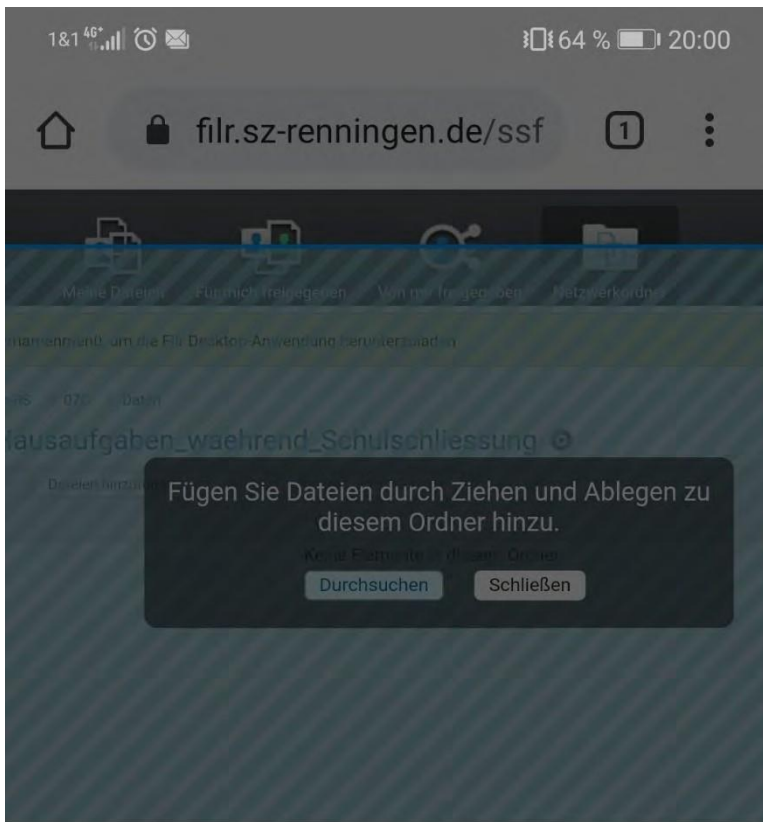 1&1 4G+ 64 % 20:00
filr.sz-renningen.de/ssf 1
Meine Dateien Für mich freigegeben Von mir freigegeben Netzwerkordner
um die Filr Desktop-Anwendung herunterzuladen
07G Daten
Hausaufgaben_waehrend_Schulschliessung
Dateien
Fügen Sie Dateien durch Ziehen und Ablegen zu
diesem Ordner hinzu.
Keine Elemente in diesem Ordner
Durchsuchen Schließen